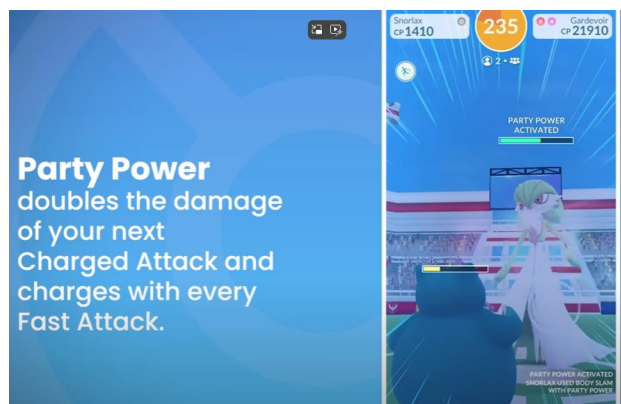 Party Power
doubles the damage
of your next
Charged Attack and
charges with every
Fast Attack.
Snorlax
CP 1410
235
Gardevoir
CP 21910
2
PARTY POWER
ACTIVATED
PARTY POWER ACTIVATED
SNORLAX USED BODY SLAM
WITH PARTY POWER